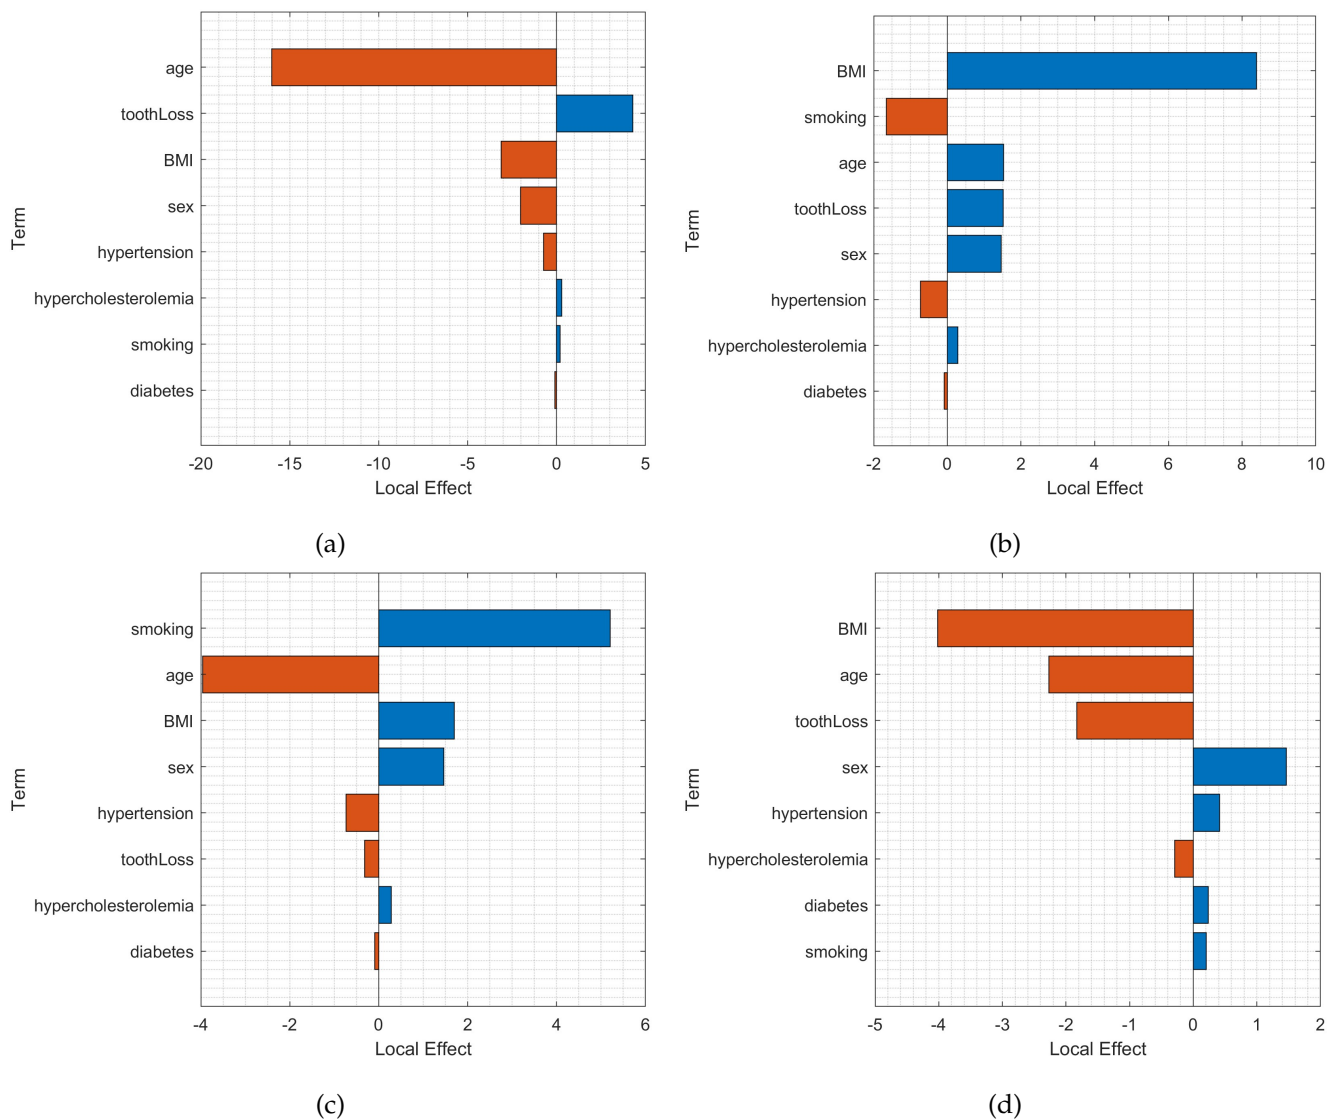 Term
age
toothLoss
BMI
sex
hypertension
hypercholesterolemia
smoking
diabetes
-20 -15 -10 -5 0 5
Local Effect
(a)
Term
BMI
smoking
age
toothLoss
sex
hypertension
hypercholesterolemia
diabetes
-2 0 2 4 6 8 10
Local Effect
(b)
Term
smoking
age
BMI
sex
hypertension
toothLoss
hypercholesterolemia
diabetes
-4 -2 0 2 4 6
Local Effect
(c)
Term
BMI
age
toothLoss
sex
hypertension
hypercholesterolemia
diabetes
smoking
-5 -4 -3 -2 -1 0 1 2
Local Effect
(d)